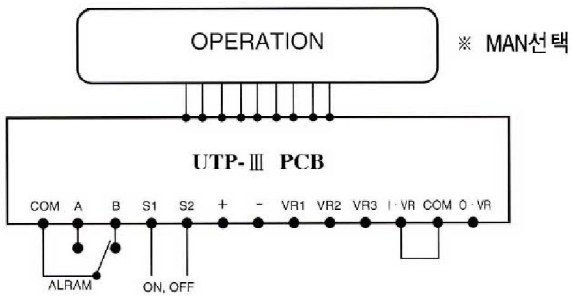 OPERATION
※ MAN선택
UTP-Ⅲ PCB
COM A B S1 S2 + - VR1 VR2 VR3 I·VR COM O·VR
ALRAM ON, OFF